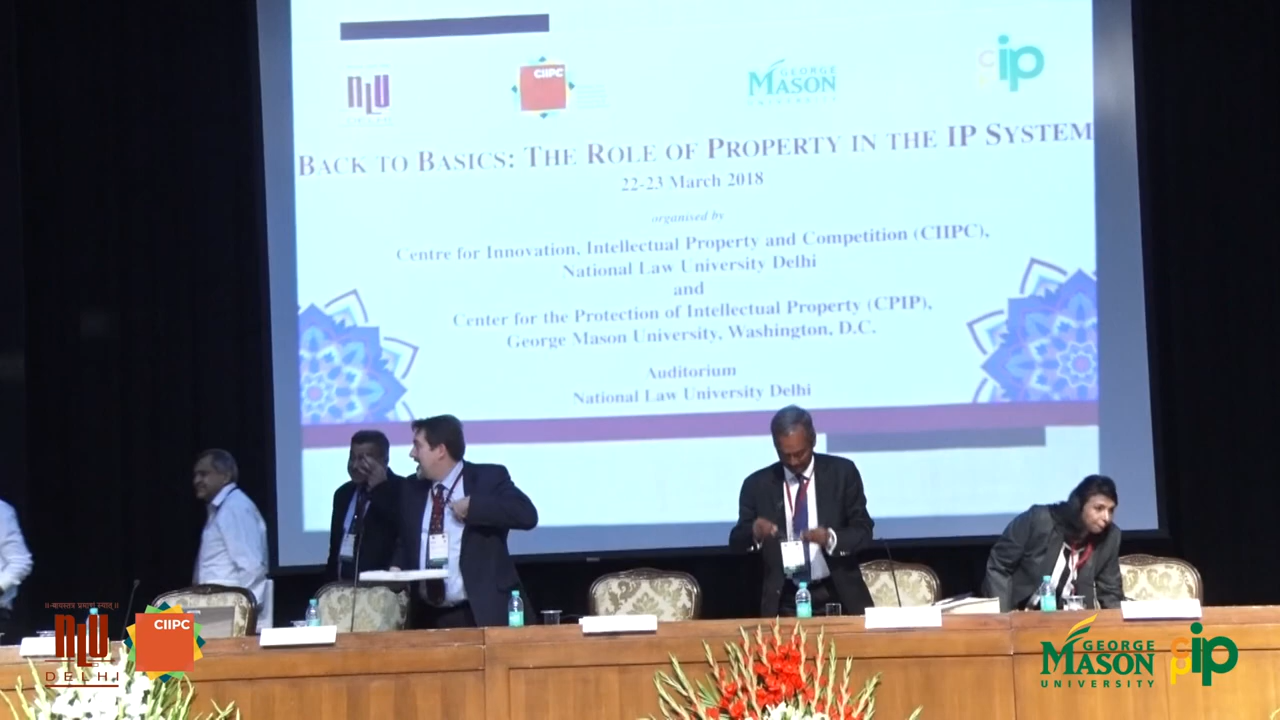 NLU
CIIPC
GEORGE
MASON
UNIVERSITY
cip
BACK TO BASICS: THE ROLE OF PROPERTY IN THE IP SYSTEM
22-23 March 2018
organised by
Centre for Innovation, Intellectual Property and Competition (CIIPC),
National Law University Delhi
and
Center for the Protection of Intellectual Property (CPIP),
George Mason University, Washington, D.C.
Auditorium
National Law University Delhi
NLU
DELHI
CIIPC
GEORGE
MASON
UNIVERSITY
cpip